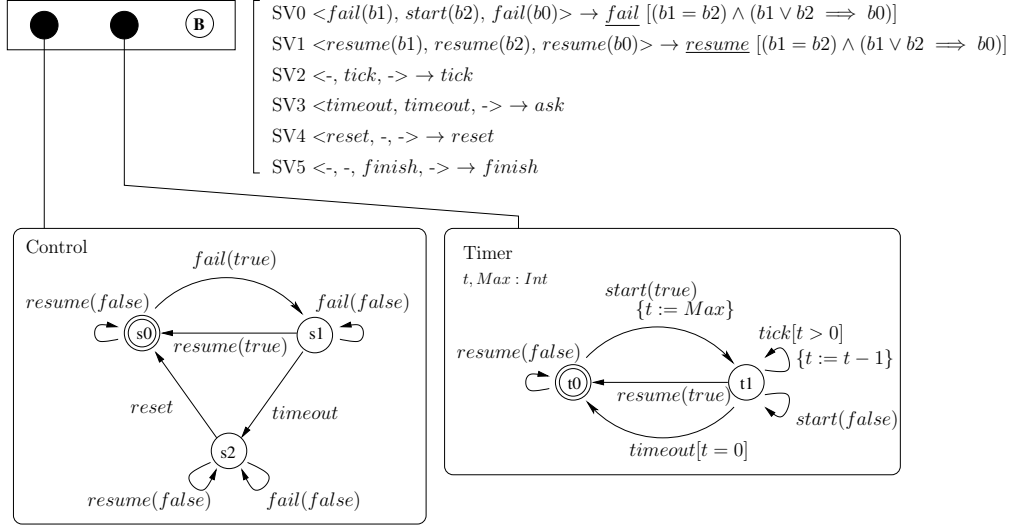 B
SV0 <fail(b1), start(b2), fail(b0)> → fail [(b1 = b2) ∧ (b1 ∨ b2 ⟹ b0)]
SV1 <resume(b1), resume(b2), resume(b0)> → resume [(b1 = b2) ∧ (b1 ∨ b2 ⟹ b0)]
SV2 <-, tick, -> → tick
SV3 <timeout, timeout, -> → ask
SV4 <reset, -, -> → reset
SV5 <-, -, finish, -> → finish
Control
fail(true)
resume(false)
fail(false)
s0
s1
resume(true)
reset
timeout
s2
resume(false)
fail(false)
Timer
t, Max : Int
start(true)
{t := Max}
tick[t > 0]
{t := t − 1}
resume(false)
t0
t1
resume(true)
start(false)
timeout[t = 0]